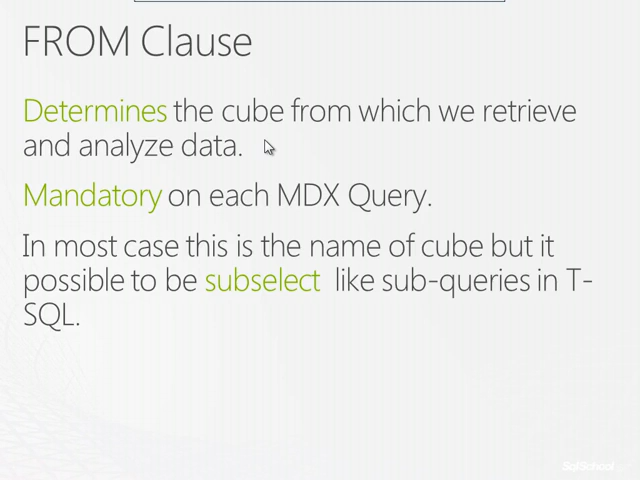 FROM Clause
Determines the cube from which we retrieve
and analyze data.
Mandatory on each MDX Query.
In most case this is the name of cube but it
possible to be subselect like sub-queries in T-
SQL.
SqlSchool